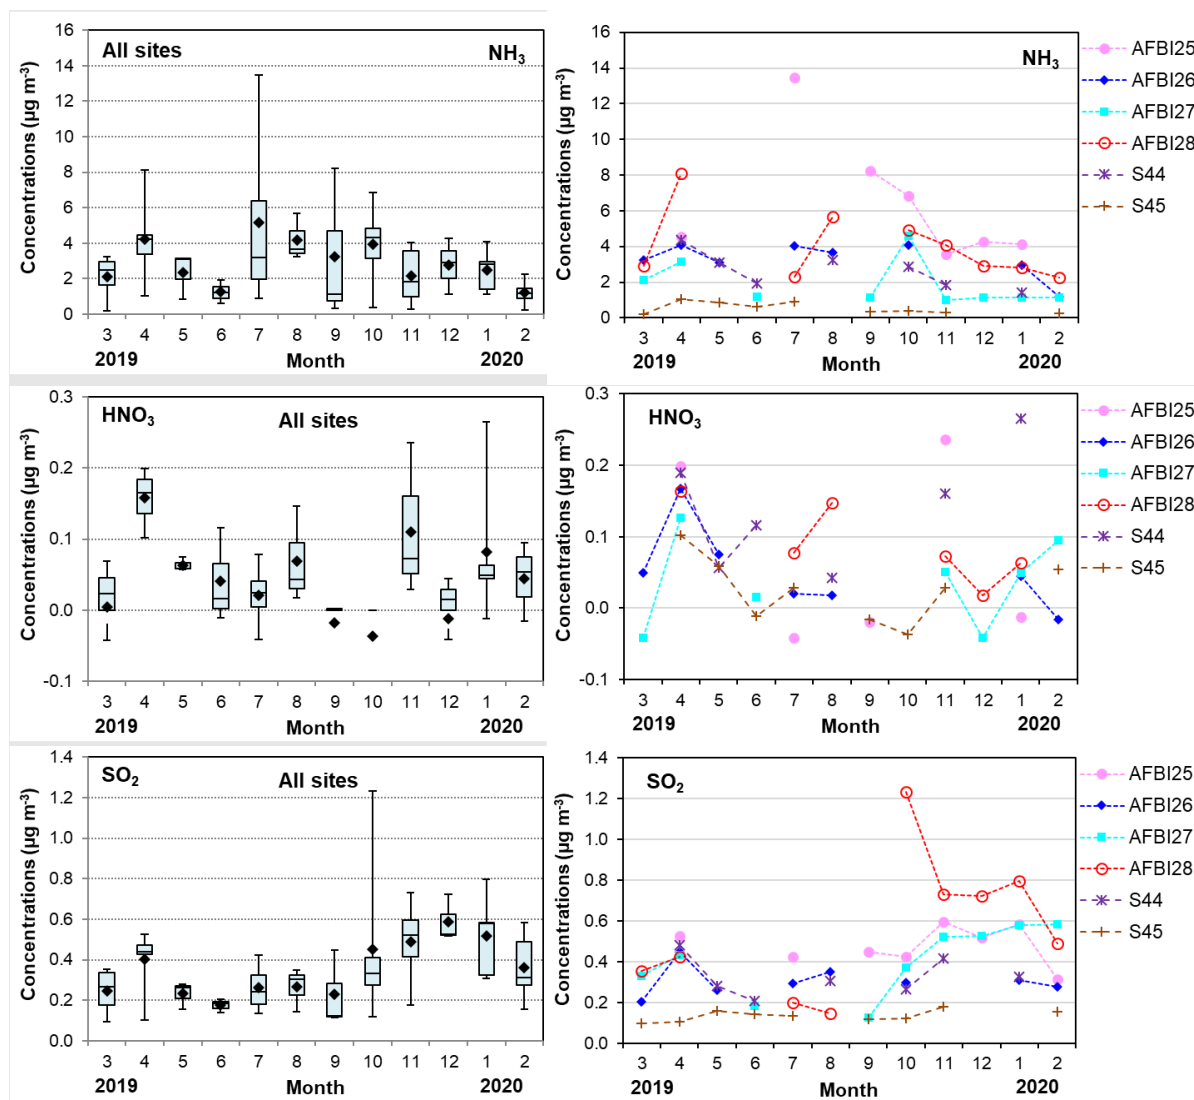 All sites
NH3
Concentrations (µg m-3)
16
14
12
10
8
6
4
2
0
3 4 5 6 7 8 9 10 11 12 1 2
2019 Month 2020
NH3
Concentrations (µg m-3)
16
14
12
10
8
6
4
2
0
3 4 5 6 7 8 9 10 11 12 1 2
2019 Month 2020
AFBI25
AFBI26
AFBI27
AFBI28
S44
S45
HNO3
All sites
Concentrations (µg m-3)
0.3
0.2
0.1
0.0
-0.1
3 4 5 6 7 8 9 10 11 12 1 2
2019 Month 2020
HNO3
Concentrations (µg m-3)
0.3
0.2
0.1
0.0
-0.1
3 4 5 6 7 8 9 10 11 12 1 2
2019 Month 2020
AFBI25
AFBI26
AFBI27
AFBI28
S44
S45
SO2
All sites
Concentrations (µg m-3)
1.4
1.2
1.0
0.8
0.6
0.4
0.2
0.0
3 4 5 6 7 8 9 10 11 12 1 2
2019 Month 2020
SO2
Concentrations (µg m-3)
1.4
1.2
1.0
0.8
0.6
0.4
0.2
0.0
3 4 5 6 7 8 9 10 11 12 1 2
2019 Month 2020
AFBI25
AFBI26
AFBI27
AFBI28
S44
S45